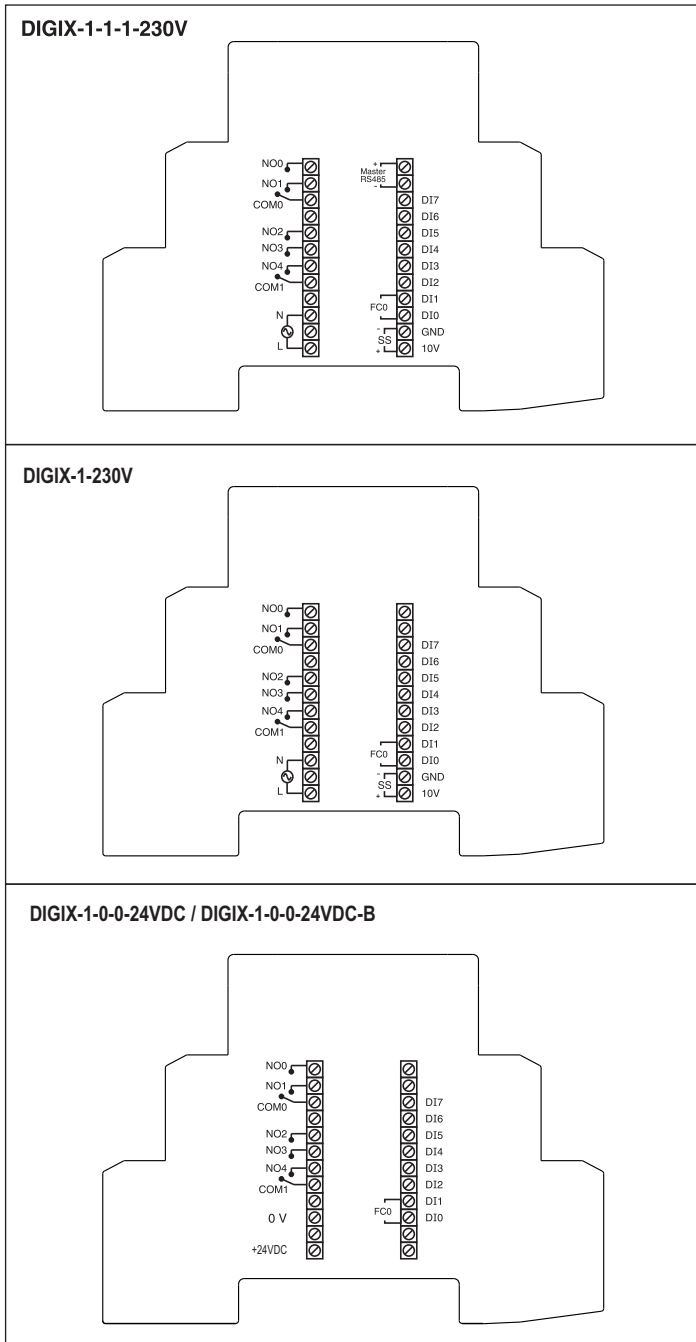 DIGIX-1-1-1-230V
NO0
NO1
COM0
NO2
NO3
NO4
COM1
N
L
+
Master
RS485
-
DI7
DI6
DI5
DI4
DI3
DI2
DI1
FC0
DI0
-
GND
SS
+
10V
DIGIX-1-230V
NO0
NO1
COM0
NO2
NO3
NO4
COM1
N
L
DI7
DI6
DI5
DI4
DI3
DI2
DI1
FC0
DI0
-
GND
SS
+
10V
DIGIX-1-0-0-24VDC / DIGIX-1-0-0-24VDC-B
NO0
NO1
COM0
NO2
NO3
NO4
COM1
0 V
+24VDC
DI7
DI6
DI5
DI4
DI3
DI2
DI1
FC0
DI0